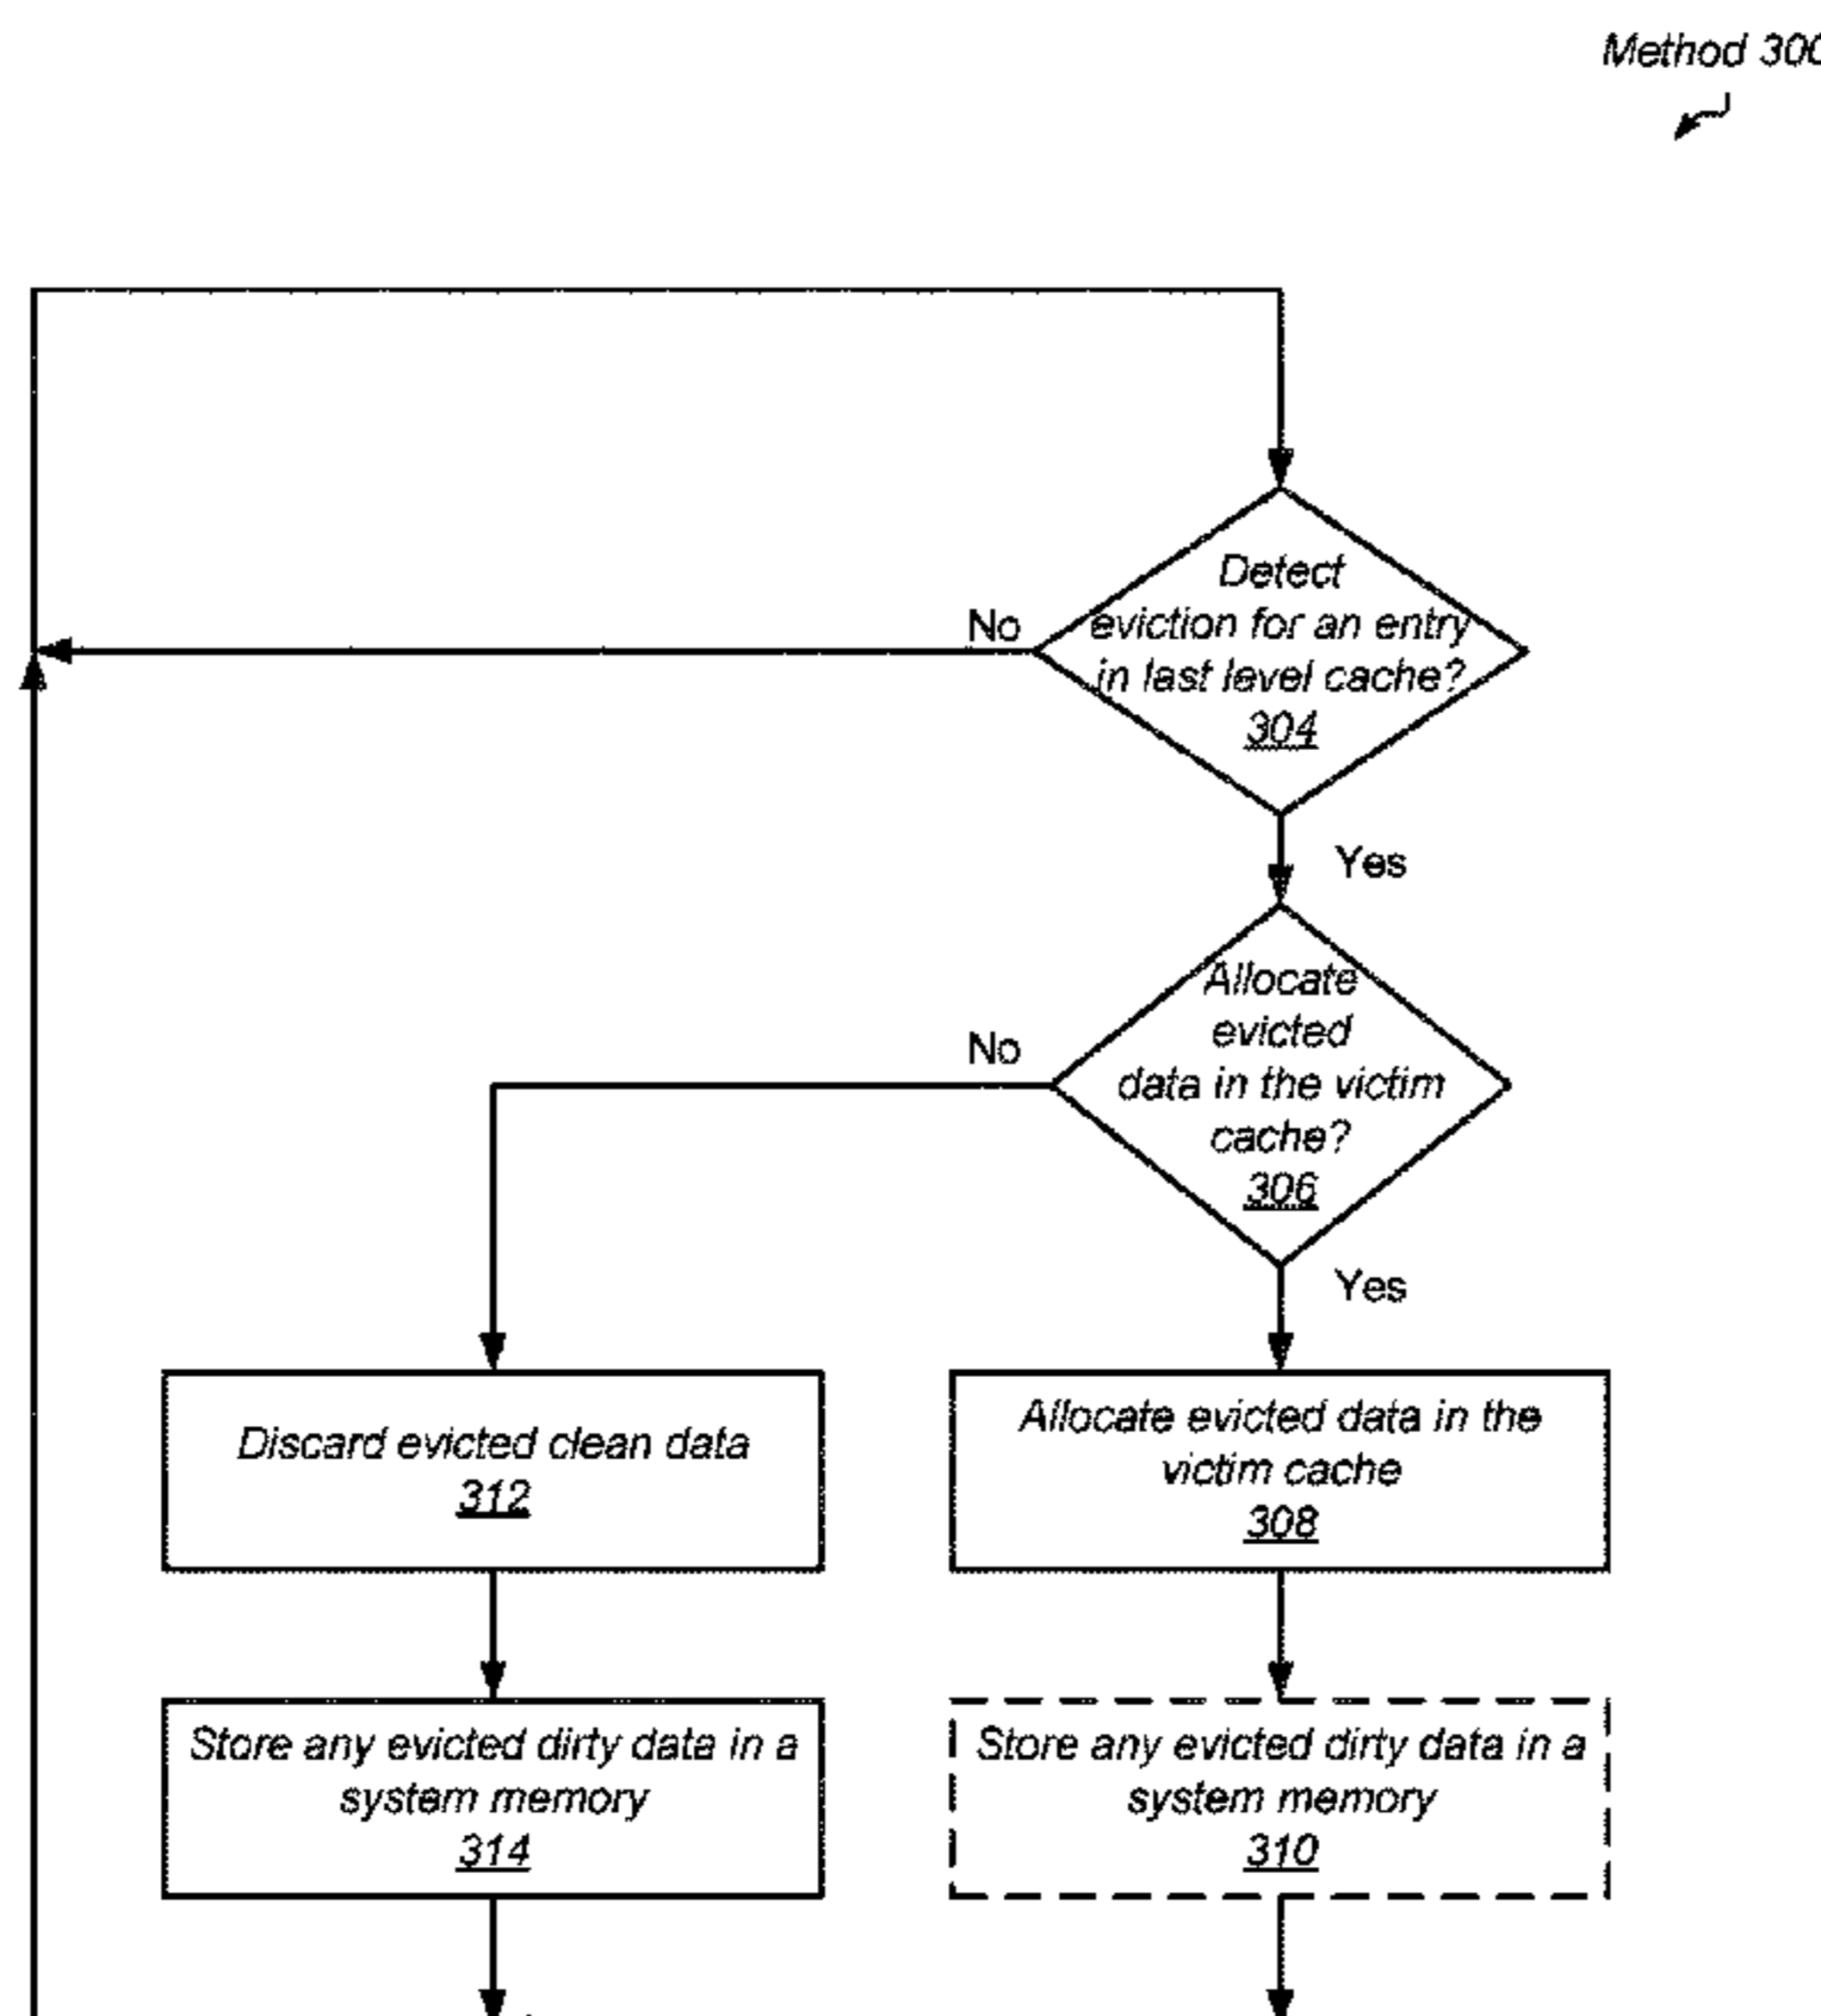 Method 300
Detect
eviction for an entry
in last level cache?
304
No
Yes
Allocate
evicted
data in the victim
cache?
306
No
Yes
Discard evicted clean data
312
Allocate evicted data in the
victim cache
308
Store any evicted dirty data in a
system memory
314
Store any evicted dirty data in a
system memory
310